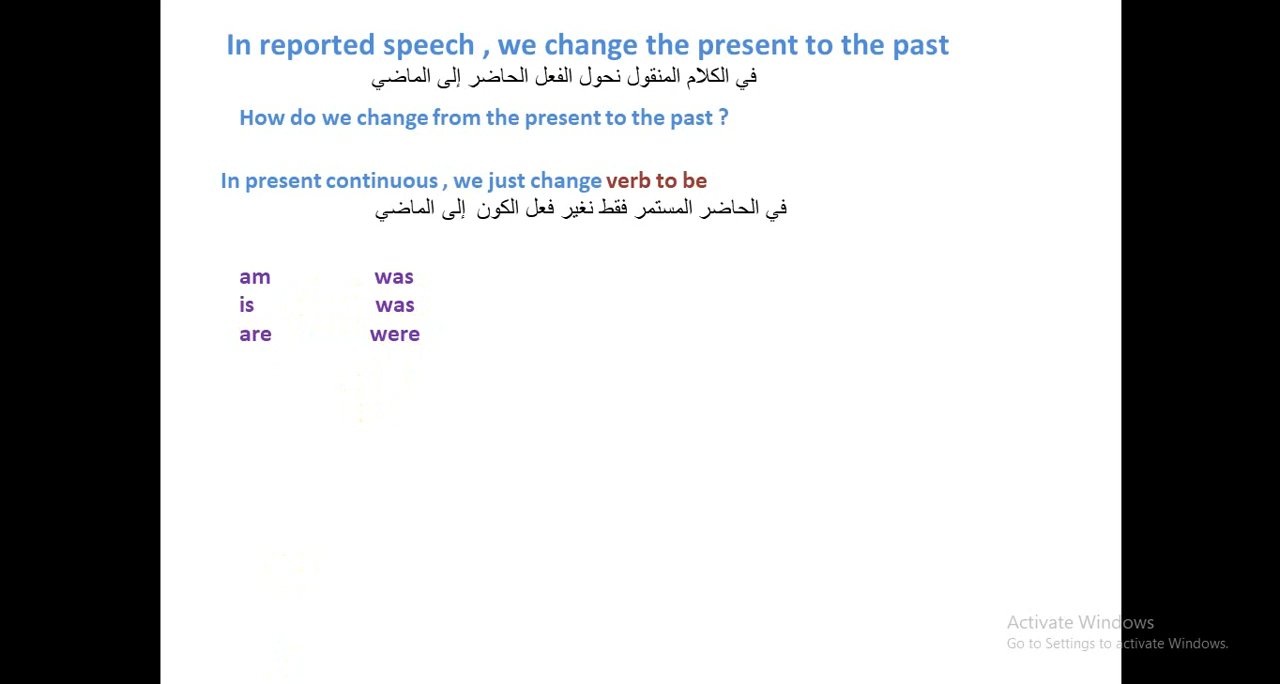 In reported speech , we change the present to the past
في الكلام المنقول نحول الفعل الحاضر إلى الماضي
How do we change from the present to the past ?
In present continuous , we just change verb to be
في الحاضر المستمر فقط نغير فعل الكون إلى الماضي
am was
is was
are were
Activate Windows
Go to Settings to activate Windows.